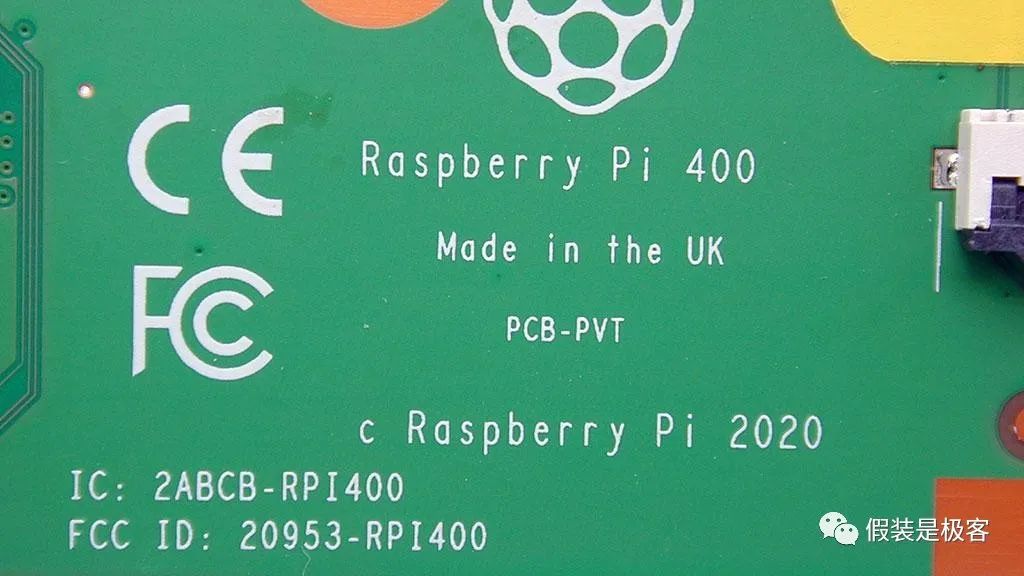 CE
Raspberry Pi 400
Made in the UK
FCC
PCB-PVT
c Raspberry Pi 2020
IC: 2ABCB-RPI400
FCC ID: 20953-RPI400
假装是极客